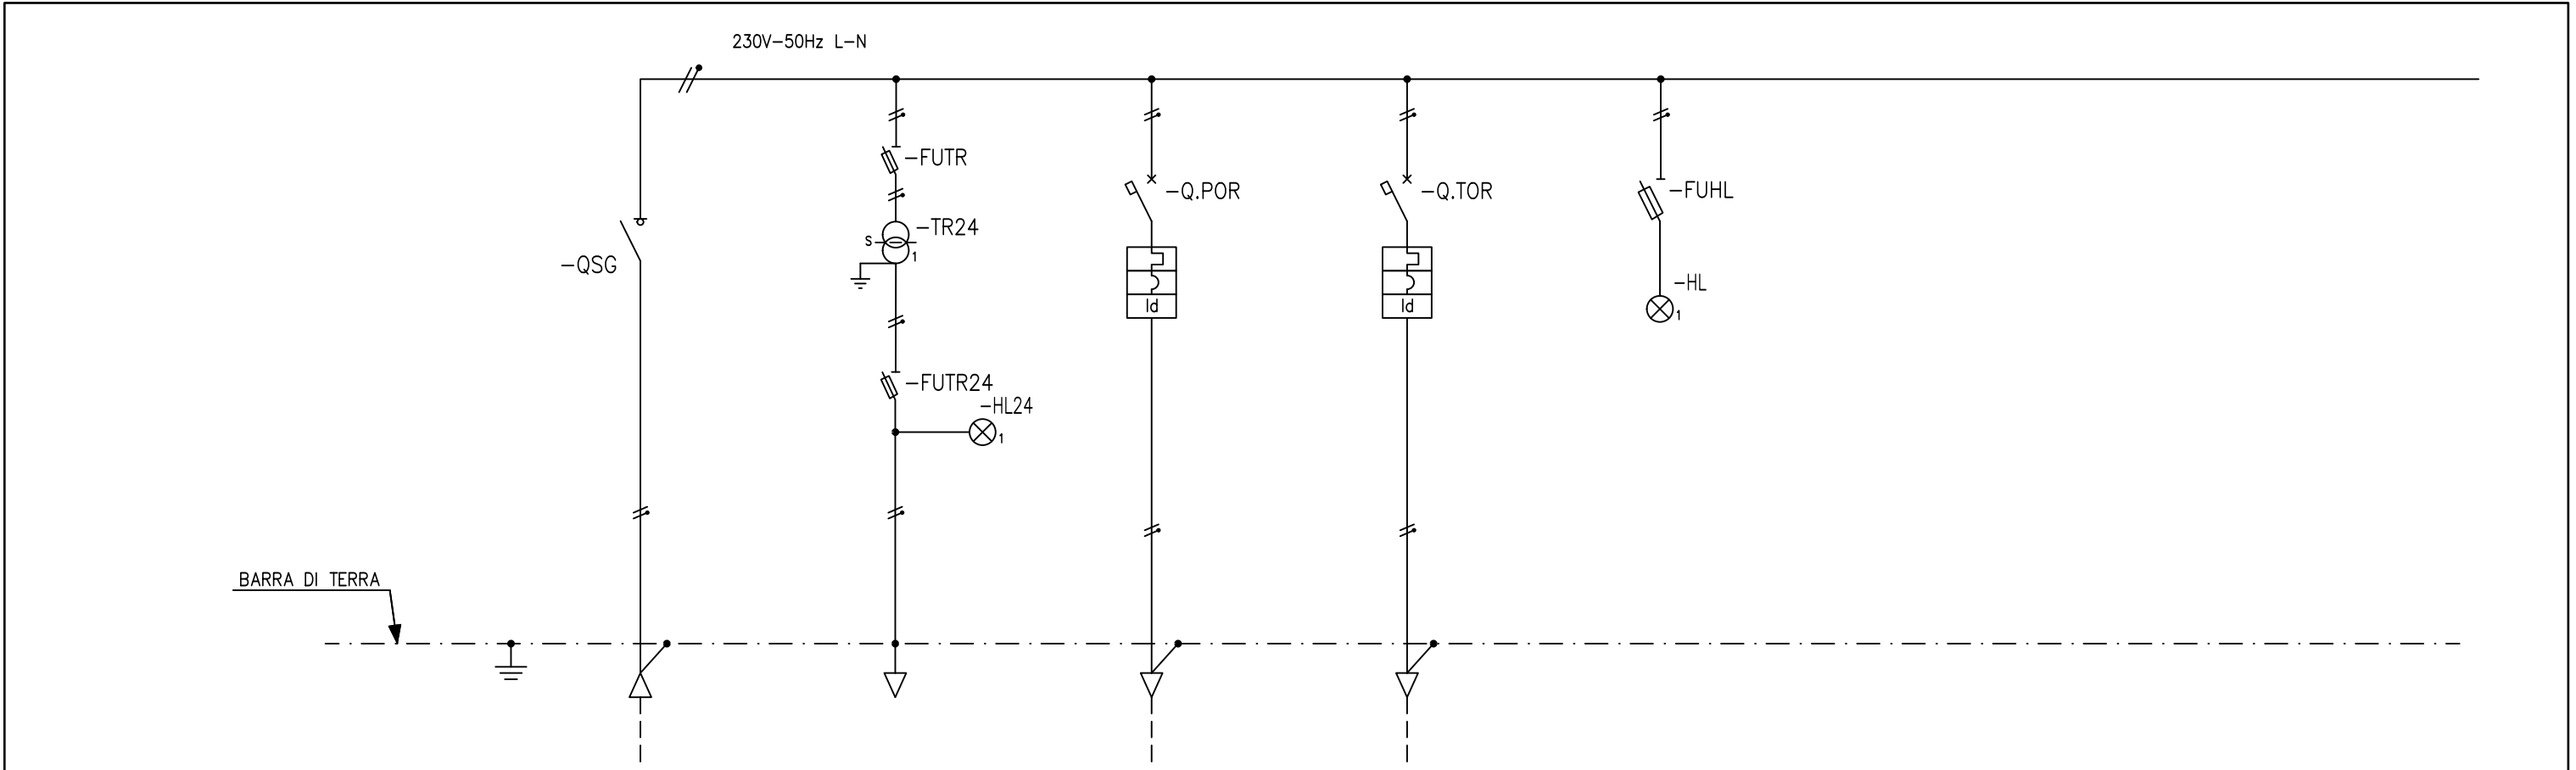 230V-50Hz L-N
-FUTR
-Q.POR
-Q.TOR
-FUHL
-TR24
S
1
-QSG
-HL
1
Id
Id
-FUTR24
-HL24
1
BARRA DI TERRA